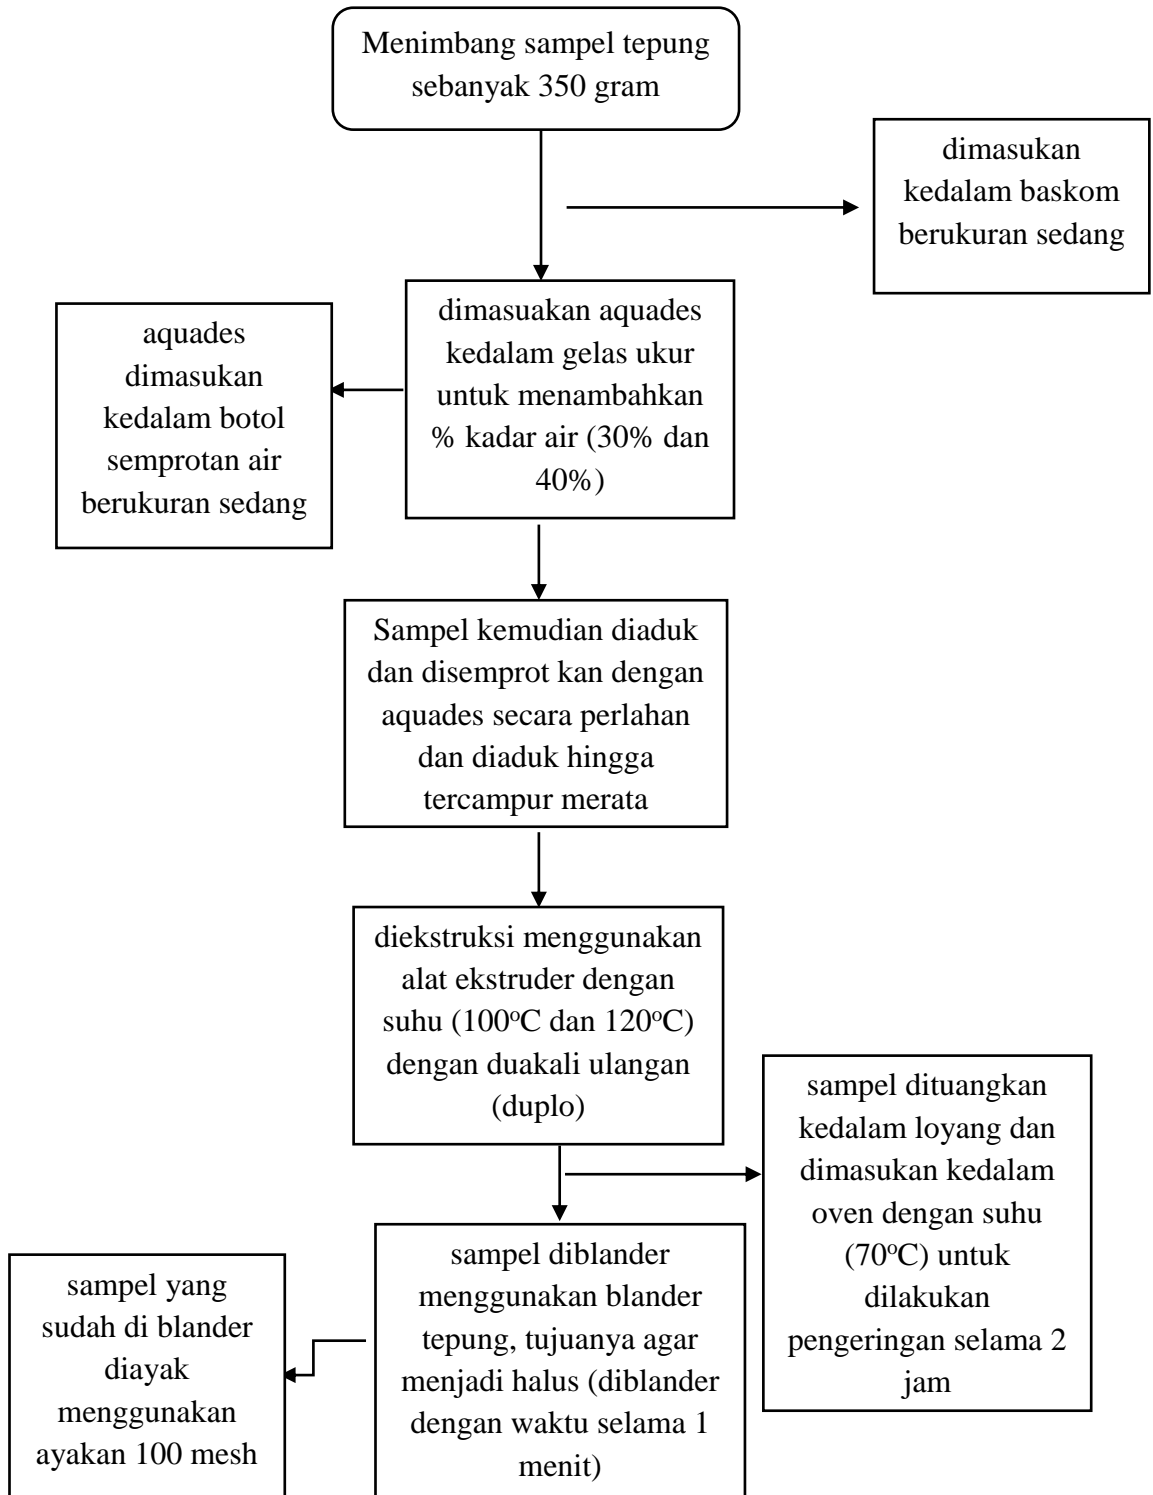 Menimbang sampel tepung
sebanyak 350 gram
dimasukan
kedalam baskom
berukuran sedang
dimasuakan aquades
kedalam gelas ukur
untuk menambahkan
% kadar air (30% dan
40%)
aquades
dimasukan
kedalam botol
semprotan air
berukuran sedang
Sampel kemudian diaduk
dan disemprot kan dengan
aquades secara perlahan
dan diaduk hingga
tercampur merata
diekstruksi menggunakan
alat ekstruder dengan
suhu (100ᵒC dan 120ᵒC)
dengan duakali ulangan
(duplo)
sampel dituangkan
kedalam loyang dan
dimasukan kedalam
oven dengan suhu
(70ᵒC) untuk
dilakukan
pengeringan selama 2
jam
sampel diblander
menggunakan blander
tepung, tujuanya agar
menjadi halus (diblander
dengan waktu selama 1
menit)
sampel yang
sudah di blander
diayak
menggunakan
ayakan 100 mesh